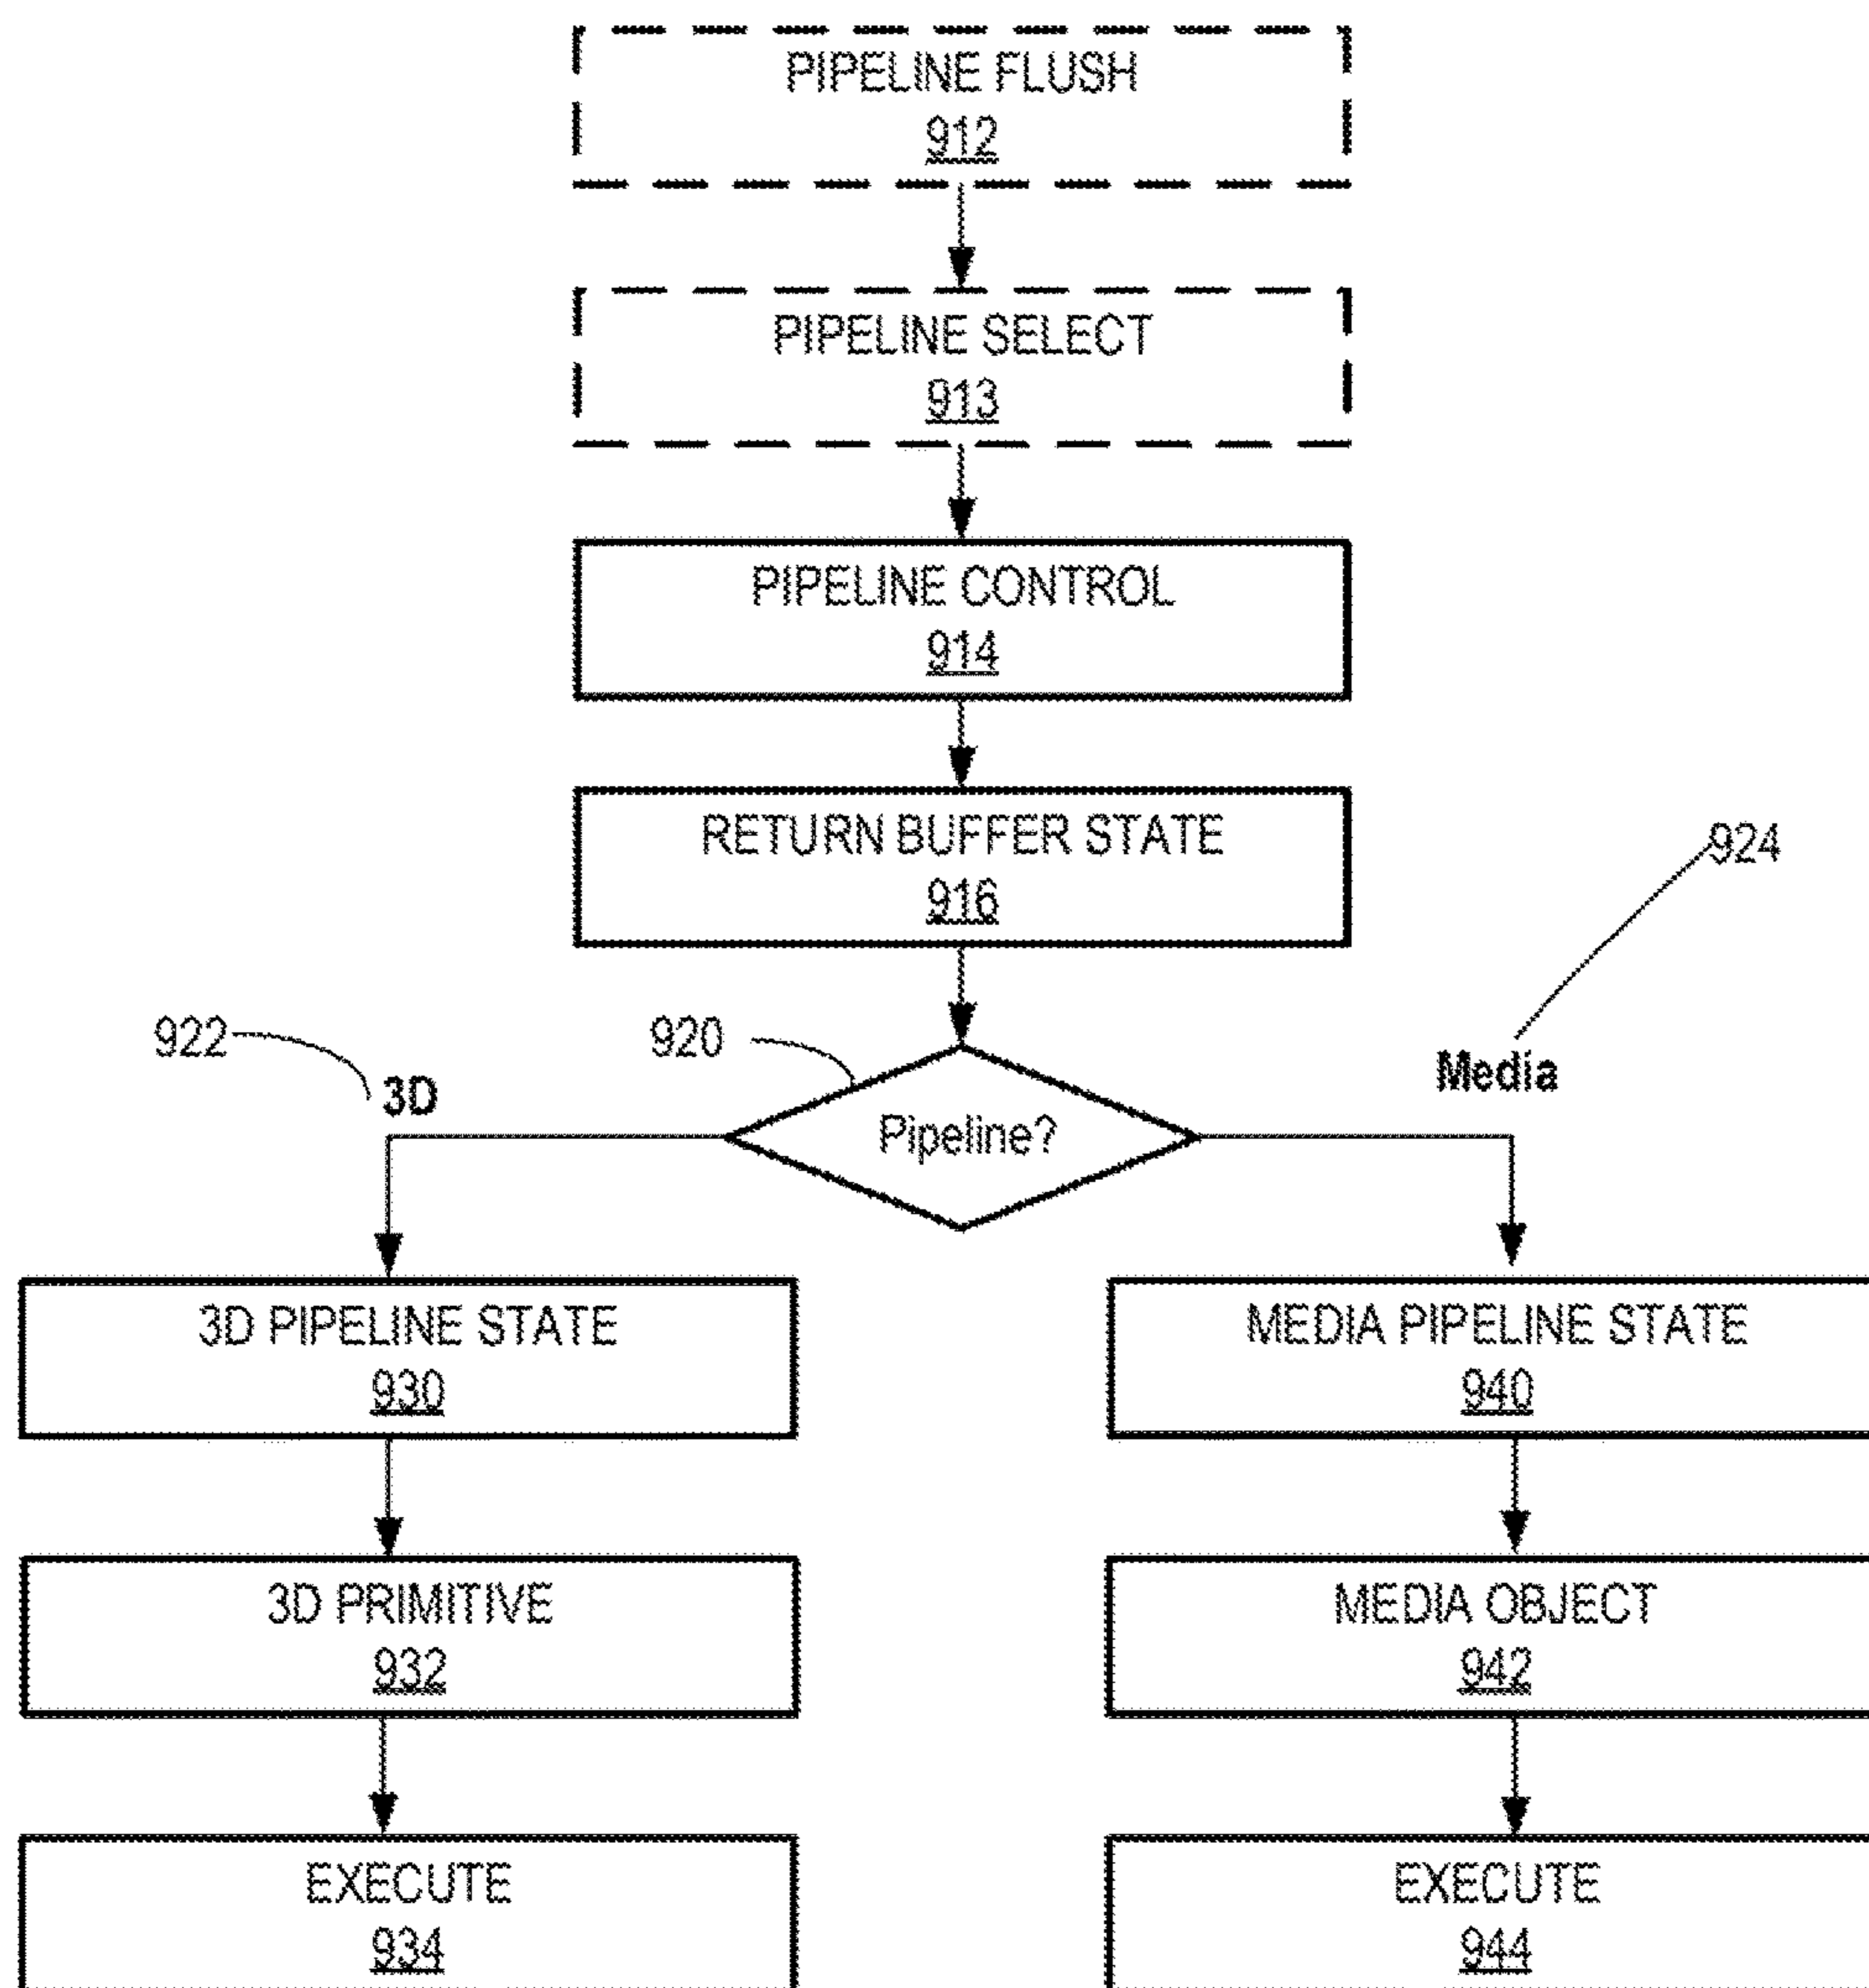 PIPELINE FLUSH
912
PIPELINE SELECT
913
PIPELINE CONTROL
914
RETURN BUFFER STATE
916
924
922
920
Media
3D
Pipeline?
3D PIPELINE STATE
930
MEDIA PIPELINE STATE
940
3D PRIMITIVE
932
MEDIA OBJECT
942
EXECUTE
934
EXECUTE
944